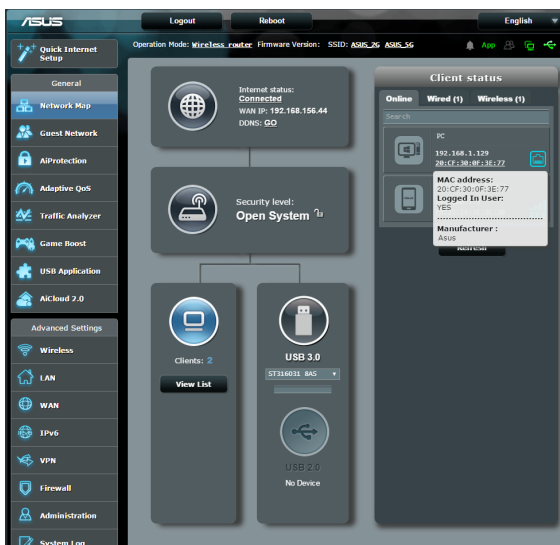 ASUS
Logout
Reboot
English
Quick Internet
Setup
Operation Mode: Wireless router Firmware Version: SSID: ASUS_2G ASUS_5G
App
General
Network Map
Guest Network
AiProtection
Adaptive QoS
Traffic Analyzer
Game Boost
USB Application
AiCloud 2.0
Advanced Settings
Wireless
LAN
WAN
IPv6
VPN
Firewall
Administration
System Log
Internet status:
Connected
WAN IP: 192.168.156.44
DDNS: GO
Security level:
Open System
Clients: 2
View List
USB 3.0
ST316031 8AS
USB 2.0
No Device
Client status
Online Wired (1) Wireless (1)
Search
PC
192.168.1.129
20:CF:30:0F:3E:77
MAC address:
20:CF:30:0F:3E:77
Logged In User:
YES
Manufacturer :
Asus